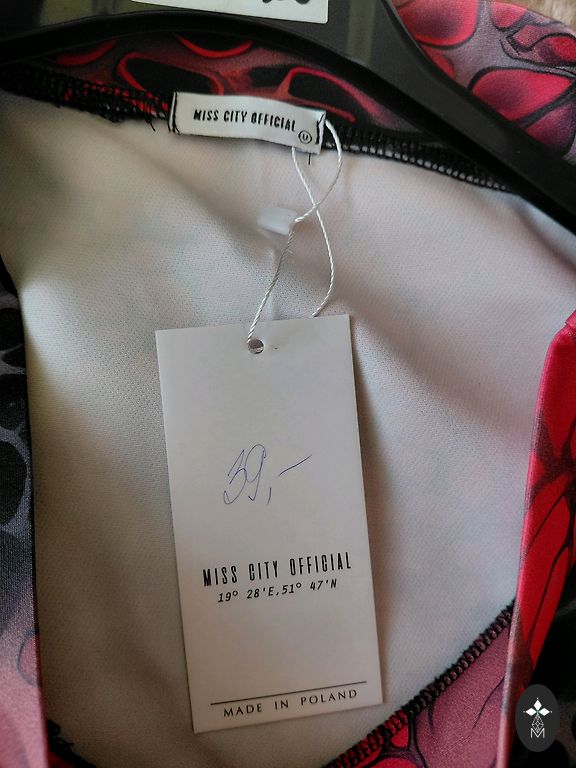 MISS CITY OFFICIAL
U
39,-
MISS CITY OFFICIAL
19° 28'E,51° 47'N
MADE IN POLAND
M